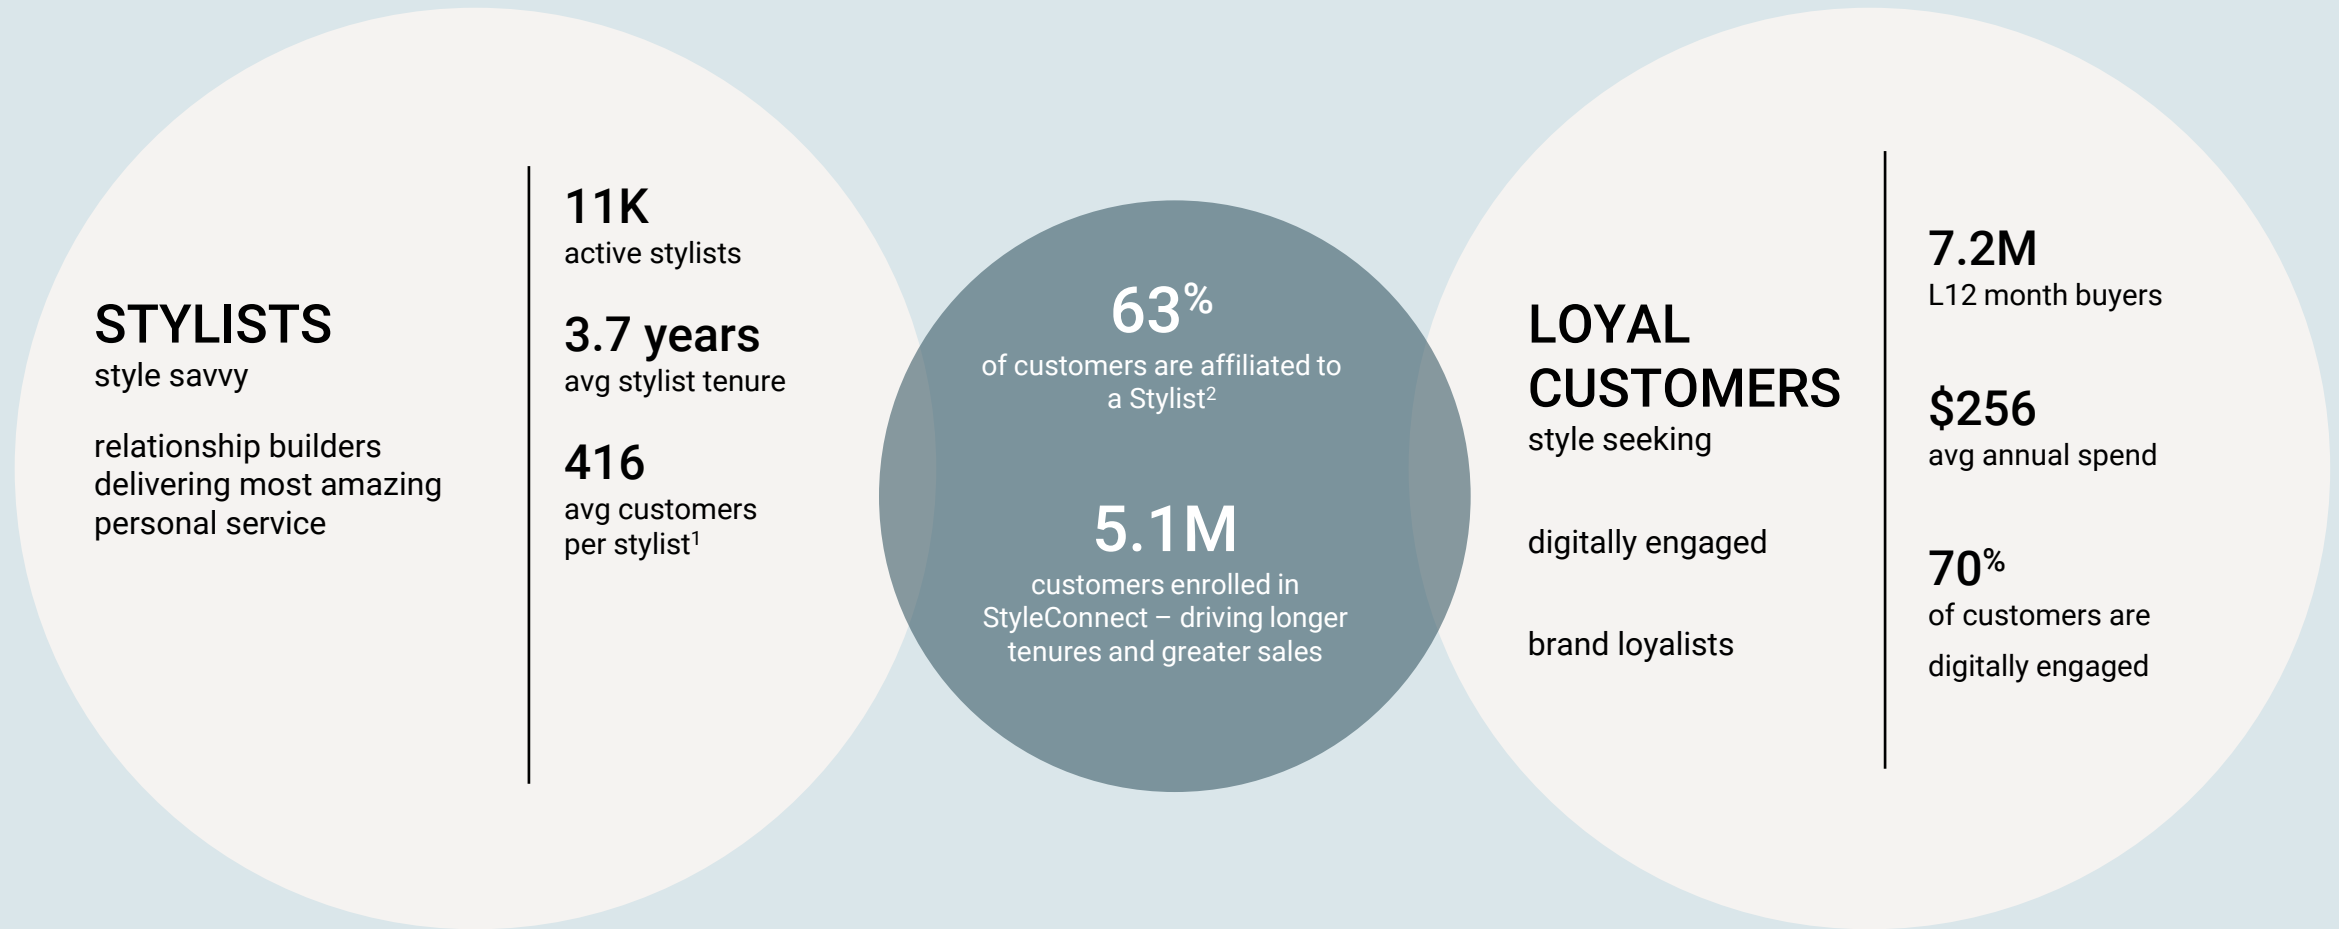 STYLISTS
style savvy
relationship builders
delivering most amazing
personal service
11K
active stylists
3.7 years
avg stylist tenure
416
avg customers
per stylist¹
63%
of customers are affiliated to
a Stylist²
5.1M
customers enrolled in
StyleConnect – driving longer
tenures and greater sales
LOYAL
CUSTOMERS
style seeking
digitally engaged
brand loyalists
7.2M
L12 month buyers
$256
avg annual spend
70%
of customers are
digitally engaged